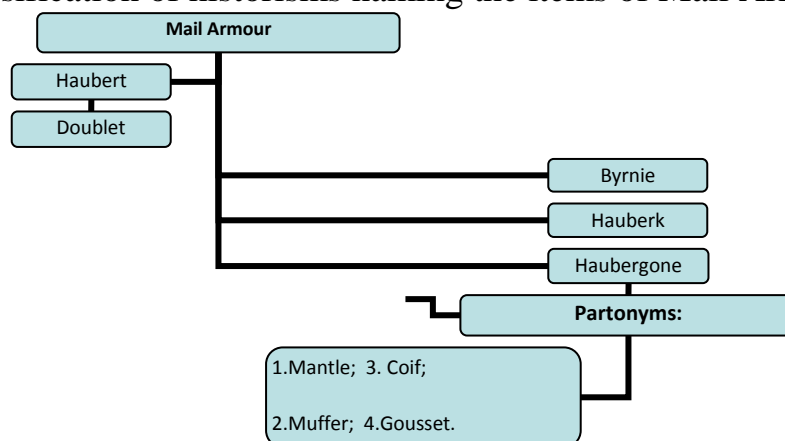 Mail Armour
Haubert
Doublet
Byrnie
Hauberk
Haubergone
Partonyms:
1.Mantle; 3. Coif;
2.Muffer; 4.Gousset.